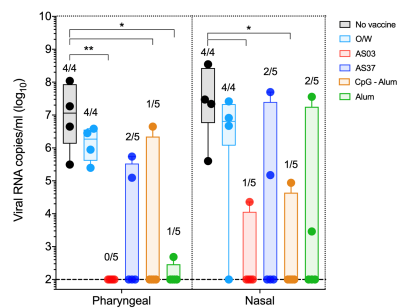 10
9
8
7
6
5
4
3
2
Viral RNA copies/ml (log10)
*
**
*
4/4
4/4
0/5
2/5
1/5
1/5
4/4
4/4
1/5
2/5
1/5
2/5
Pharyngeal
Nasal
No vaccine
O/W
AS03
AS37
CpG - Alum
Alum